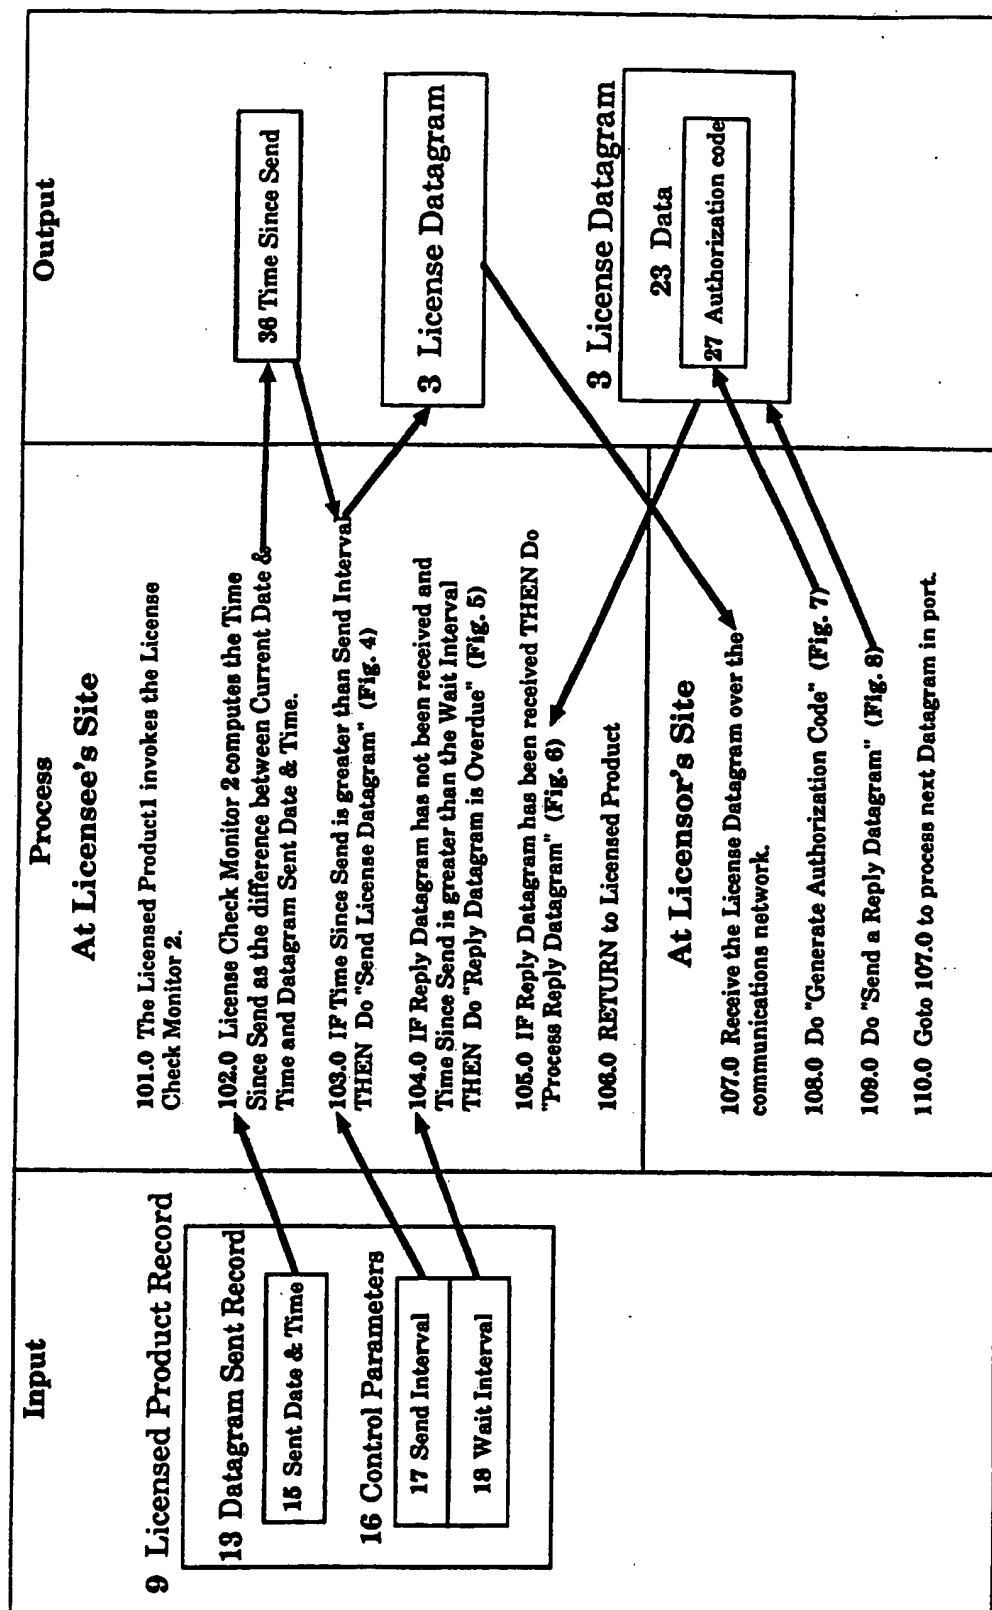 Input
9 Licensed Product Record
13 Datagram Sent Record
15 Sent Date & Time
16 Control Parameters
17 Send Interval
18 Wait Interval
Process
At Licensee's Site
101.0 The Licensed Product1 invokes the License
Check Monitor 2.
102.0 License Check Monitor 2 computes the Time
Since Send as the difference between Current Date &
Time and Datagram Sent Date & Time.
103.0 IF Time Since Send is greater than Send Interval
THEN Do "Send License Datagram" (Fig. 4)
104.0 IF Reply Datagram has not been received and
Time Since Send is greater than the Wait Interval
THEN Do "Reply Datagram is Overdue" (Fig. 5)
105.0 IF Reply Datagram has been received THEN Do
"Process Reply Datagram" (Fig. 6)
106.0 RETURN to Licensed Product
At Licensor's Site
107.0 Receive the License Datagram over the
communications network.
108.0 Do "Generate Authorization Code" (Fig. 7)
109.0 Do "Send a Reply Datagram" (Fig. 8)
110.0 Goto 107.0 to process next Datagram in port.
Output
36 Time Since Send
3 License Datagram
3 License Datagram
23 Data
27 Authorization code